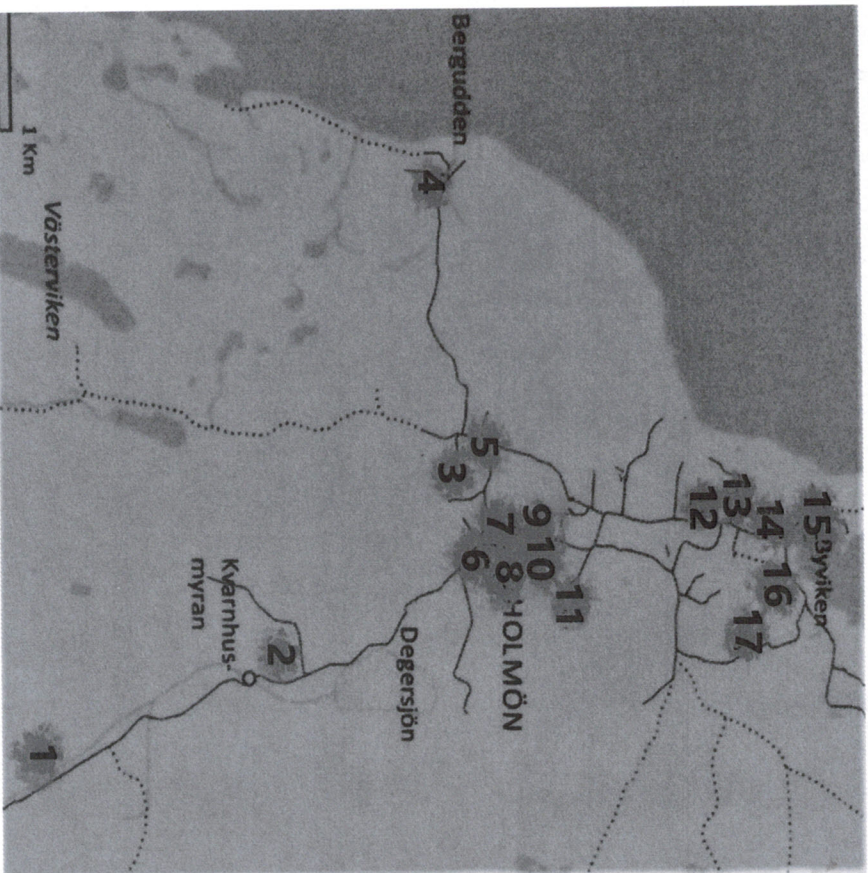 15 Byviken
14
16
13
17
12
11
9
10
8
HOLMÖN
7
5
6
Bergudden
3
4
Degersjön
2
Kvarnhus-
myran
Västerviken
1
1 Km